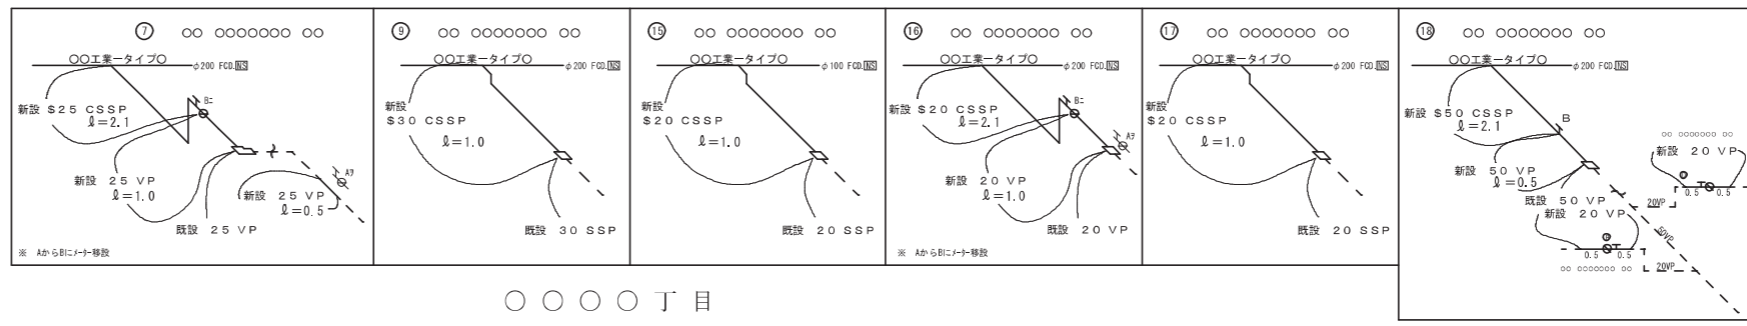 ⑦ ○○ ○○○○○○○ ○○
○○工業ータイプ○
φ200 FCD.NS
新設 $25 CSSP
ℓ=2.1
Bﾆ
新設 25 VP
ℓ=1.0
新設 25 VP
ℓ=0.5
Aｦ
既設 25 VP
※ AからBにメーター移設
⑨ ○○ ○○○○○○○ ○○
○○工業ータイプ○
φ200 FCD.NS
新設
$30 CSSP
ℓ=1.0
既設 30 SSP
⑮ ○○ ○○○○○○○ ○○
○○工業ータイプ○
φ100 FCD.NS
新設
$20 CSSP
ℓ=1.0
既設 20 SSP
⑯ ○○ ○○○○○○○ ○○
○○工業ータイプ○
φ200 FCD.NS
新設 $20 CSSP
ℓ=2.1
Bﾆ
Aｦ
新設 20 VP
ℓ=1.0
既設 20 VP
※ AからBにメーター移設
⑰ ○○ ○○○○○○○ ○○
○○工業ータイプ○
φ200 FCD.NS
新設
$20 CSSP
ℓ=1.0
既設 20 SSP
⑱ ○○ ○○○○○○○ ○○
○○工業ータイプ○
φ200 FCD.NS
新設 $50 CSSP
ℓ=2.1
B
○○ ○○○○○○○ ○○
新設 20 VP
新設 50 VP
ℓ=0.5
0.5 0.5
既設 50 VP
20VP
新設 20 VP
50VP
0.5 0.5
20VP
○○ ○○○○○○○ ○○
○○○○丁目